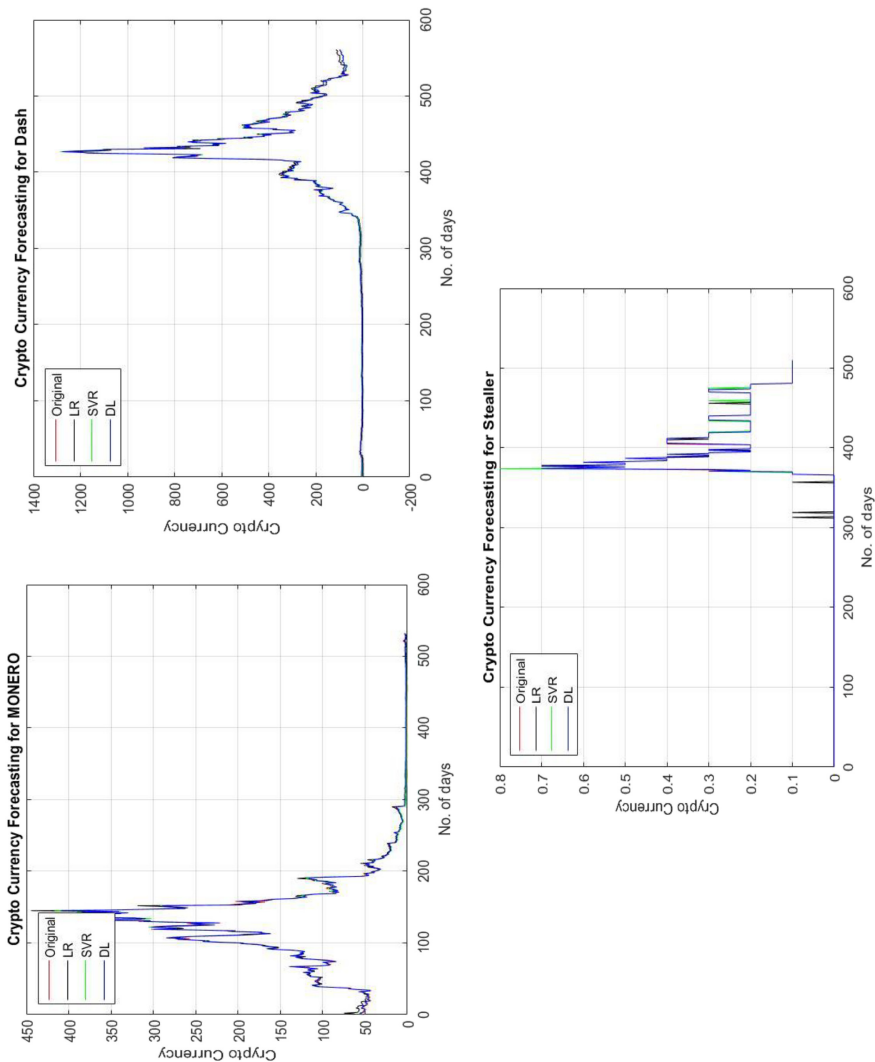 Crypto Currency Forecasting for MONERO
Original
LR
SVR
DL
Crypto Currency
450
400
350
300
250
200
150
100
50
0
0
100
200
300
400
500
600
No. of days
Crypto Currency Forecasting for Dash
Original
LR
SVR
DL
Crypto Currency
1400
1200
1000
800
600
400
200
0
-200
0
100
200
300
400
500
600
No. of days
Crypto Currency Forecasting for Stealler
Original
LR
SVR
DL
Crypto Currency
0.8
0.7
0.6
0.5
0.4
0.3
0.2
0.1
0
0
100
200
300
400
500
600
No. of days